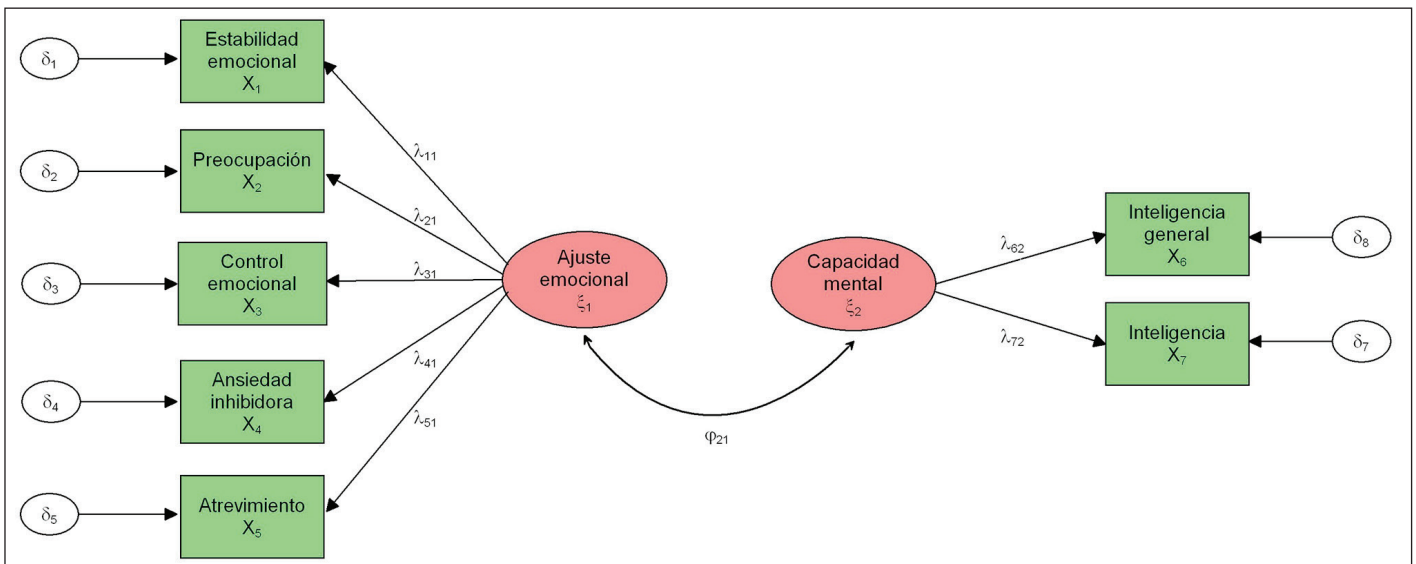 δ1
Estabilidad
emocional
X1
δ2
Preocupación
X2
δ3
Control
emocional
X3
δ4
Ansiedad
inhibidora
X4
δ5
Atrevimiento
X5
λ11
λ21
λ31
λ41
λ51
Ajuste
emocional
ξ1
φ21
Capacidad
mental
ξ2
λ62
λ72
Inteligencia
general
X6
δ8
Inteligencia
X7
δ7